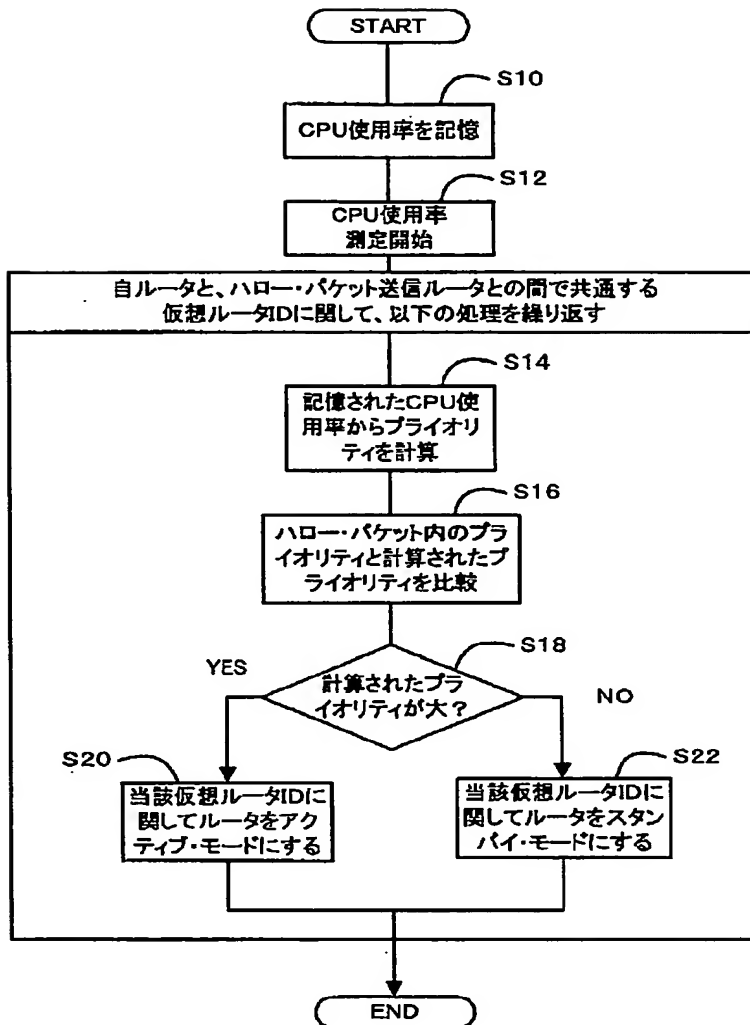 START
S10
CPU使用率を記憶
S12
CPU使用率
測定開始
自ルータと、ハロー・パケット送信ルータとの間で共通する
仮想ルータIDに関して、以下の処理を繰り返す
S14
記憶されたCPU使
用率からプライオリ
ティを計算
S16
ハロー・パケット内のプラ
イオリティと計算されたプ
ライオリティを比較
S18
YES
計算されたプラ
イオリティが大?
NO
S20
当該仮想ルータIDに
関してルータをアク
ティブ・モードにする
S22
当該仮想ルータIDに
関してルータをスタン
バイ・モードにする
END